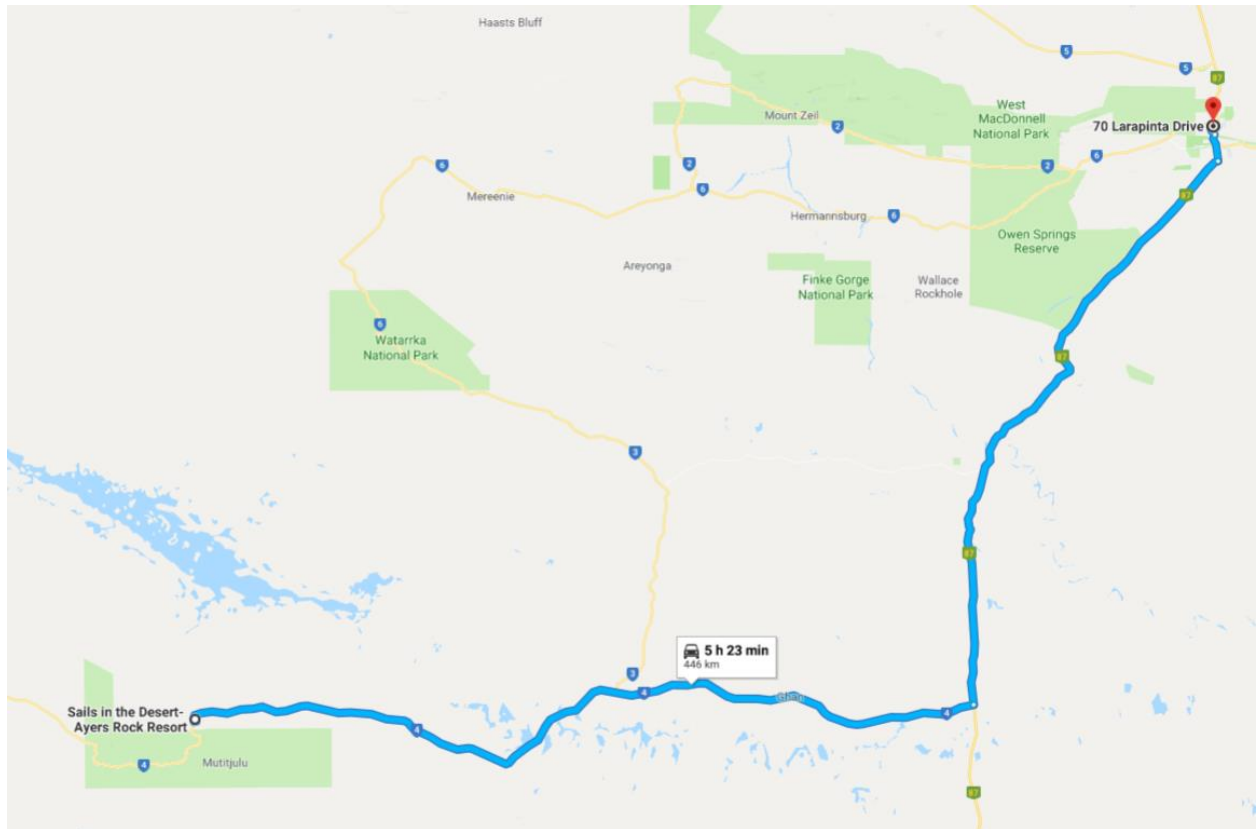 Haasts Bluff
5
5
87
West
MacDonnell
National Park
Mount Zeil
2
70 Larapinta Drive
6
2
6
2
6
87
Mereenie
Hermannsburg
6
Owen Springs
Reserve
Areyonga
Finke Gorge
National Park
Wallace
Rockhole
6
Watarrka
National Park
87
3
87
5 h 23 min
446 km
3
4
4
Sails in the Desert-
Ayers Rock Resort
4
Mutitjulu
4
87